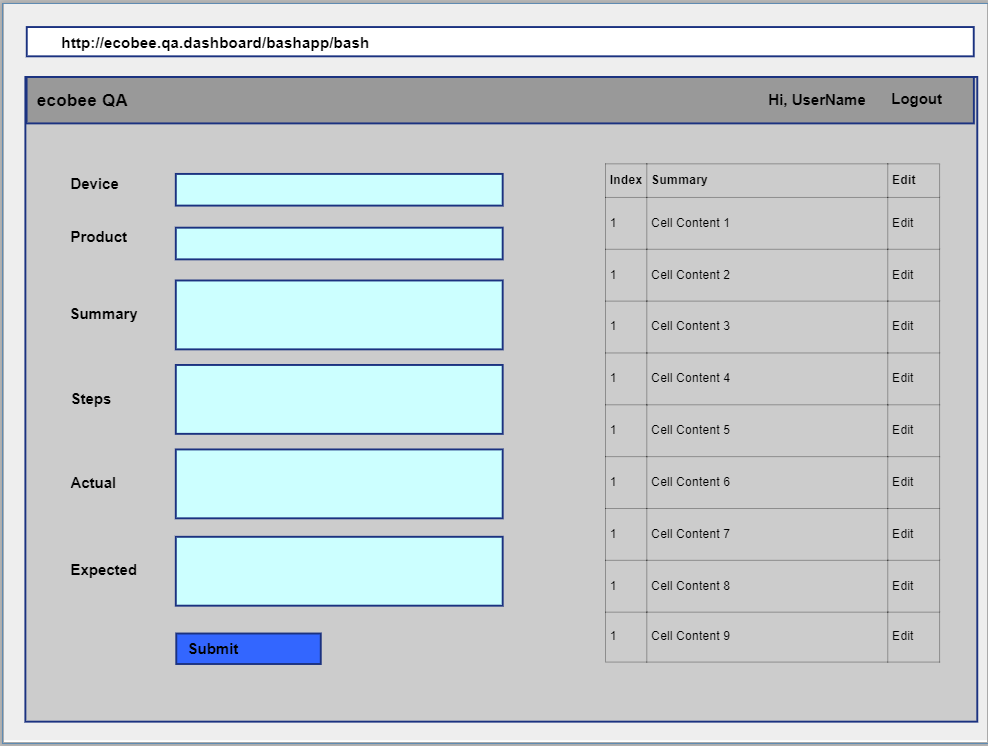 http://ecobee.qa.dashboard/bashapp/bash
ecobee QA Hi, UserName Logout
Device
Product
Summary
Steps
Actual
Expected
Submit
Index Summary Edit
1 Cell Content 1 Edit
1 Cell Content 2 Edit
1 Cell Content 3 Edit
1 Cell Content 4 Edit
1 Cell Content 5 Edit
1 Cell Content 6 Edit
1 Cell Content 7 Edit
1 Cell Content 8 Edit
1 Cell Content 9 Edit